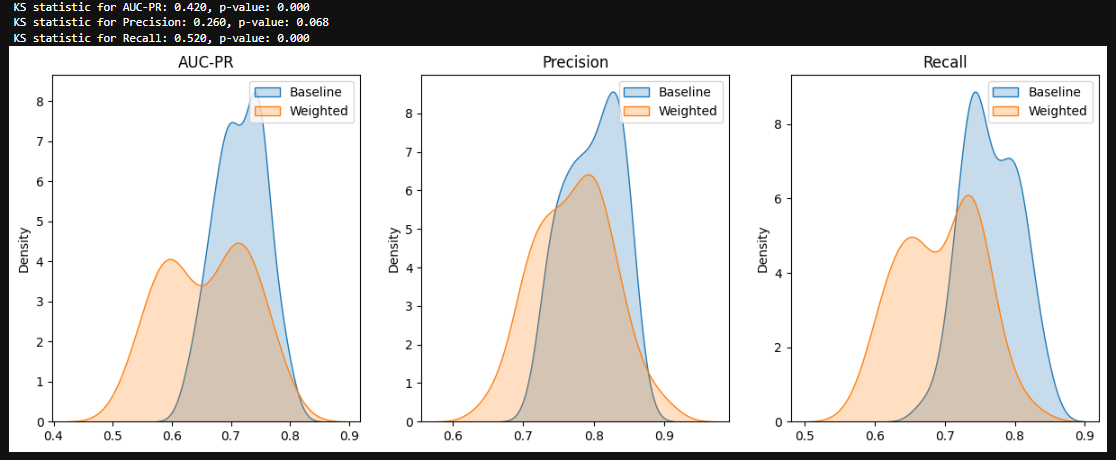 KS statistic for AUC-PR: 0.420, p-value: 0.000
KS statistic for Precision: 0.260, p-value: 0.068
KS statistic for Recall: 0.520, p-value: 0.000
AUC-PR
Baseline
Weighted
Density
8
7
6
5
4
3
2
1
0
0.4 0.5 0.6 0.7 0.8 0.9
Precision
Baseline
Weighted
Density
8
7
6
5
4
3
2
1
0
0.6 0.7 0.8 0.9
Recall
Baseline
Weighted
Density
8
6
4
2
0
0.5 0.6 0.7 0.8 0.9